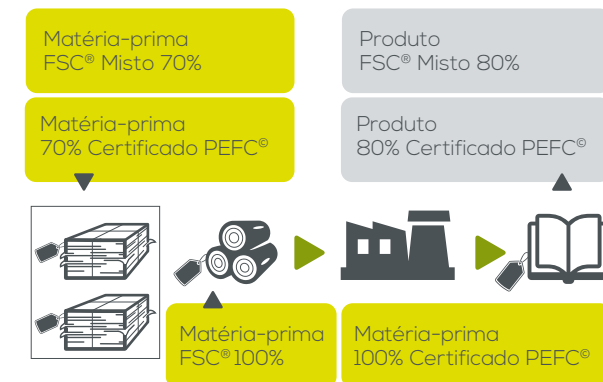 Matéria-prima
FSC® Misto 70%
Produto
FSC® Misto 80%
Matéria-prima
70% Certificado PEFC©
Produto
80% Certificado PEFC©
Matéria-prima
FSC® 100%
Matéria-prima
100% Certificado PEFC©